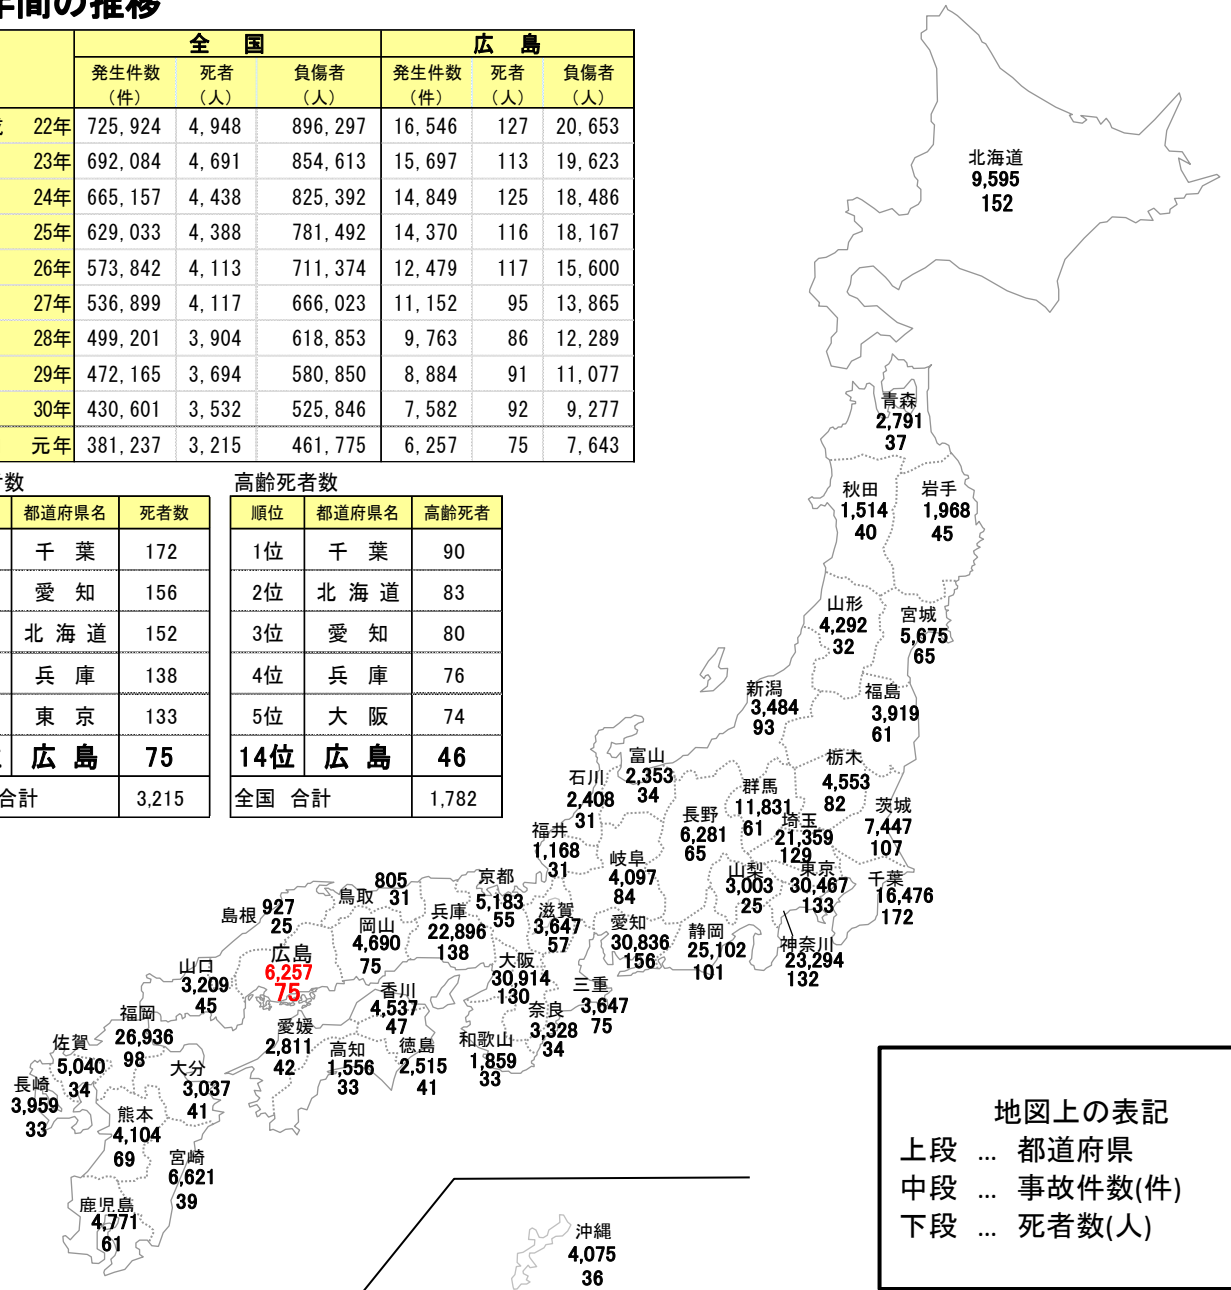 年間の推移
全 国 広 島
発生件数 死者 負傷者 発生件数 死者 負傷者
(件) (人) (人) (件) (人) (人)
22年 725,924 4,948 896,297 16,546 127 20,653
23年 692,084 4,691 854,613 15,697 113 19,623
24年 665,157 4,438 825,392 14,849 125 18,486
25年 629,033 4,388 781,492 14,370 116 18,167
26年 573,842 4,113 711,374 12,479 117 15,600
27年 536,899 4,117 666,023 11,152 95 13,865
28年 499,201 3,904 618,853 9,763 86 12,289
29年 472,165 3,694 580,850 8,884 91 11,077
30年 430,601 3,532 525,846 7,582 92 9,277
元年 381,237 3,215 461,775 6,257 75 7,643
数
都道府県名 死者数
千 葉 172
愛 知 156
北 海 道 152
兵 庫 138
東 京 133
広 島 75
合計 3,215
高齢死者数
順位 都道府県名 高齢死者
1位 千 葉 90
2位 北 海 道 83
3位 愛 知 80
4位 兵 庫 76
5位 大 阪 74
14位 広 島 46
全国 合計 1,782
北海道
9,595
152
青森
2,791
37
秋田
1,514
40
岩手
1,968
45
山形
4,292
32
宮城
5,675
65
新潟
3,484
93
福島
3,919
61
富山
2,353
34
石川
2,408
31
福井
1,168
31
長野
6,281
65
群馬
11,831
61
栃木
4,553
82
埼玉
21,359
129
茨城
7,447
107
岐阜
4,097
84
山梨
3,003
25
東京
30,467
133
千葉
16,476
172
神奈川
23,294
132
静岡
25,102
101
愛知
30,836
156
三重
3,647
75
滋賀
3,647
57
京都
5,183
55
兵庫
22,896
138
大阪
30,914
130
奈良
3,328
34
和歌山
1,859
33
鳥取
805
31
島根
927
25
岡山
4,690
75
広島
6,257
75
山口
3,209
45
香川
4,537
47
愛媛
2,811
42
高知
1,556
33
徳島
2,515
41
福岡
26,936
98
佐賀
5,040
34
長崎
3,959
33
大分
3,037
41
熊本
4,104
69
宮崎
6,621
39
鹿児島
4,771
61
沖縄
4,075
36
地図上の表記
上段 … 都道府県
中段 … 事故件数(件)
下段 … 死者数(人)